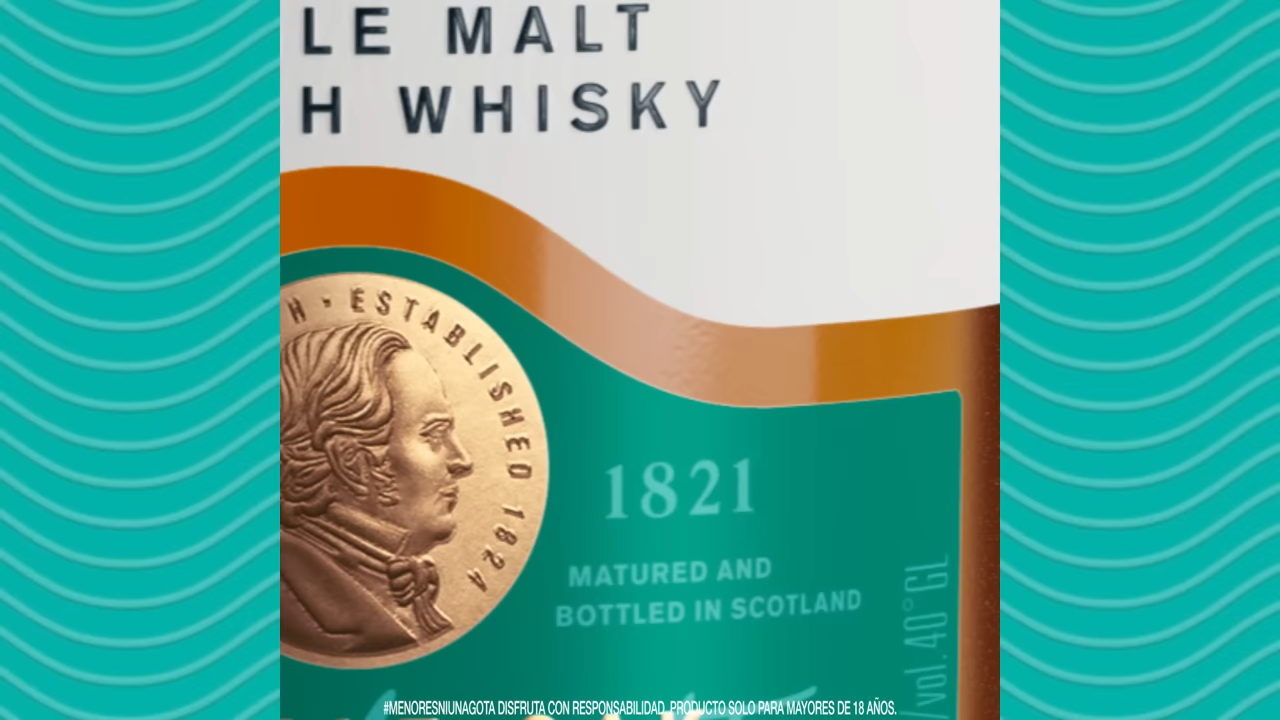 LE MALT
H WHISKY
H · ESTABLISHED 1824
1821
MATURED AND
BOTTLED IN SCOTLAND
/vol.40°GL
#MENORESNIUNAGOTA DISFRUTA CON RESPONSABILIDAD. PRODUCTO SOLO PARA MAYORES DE 18 AÑOS.